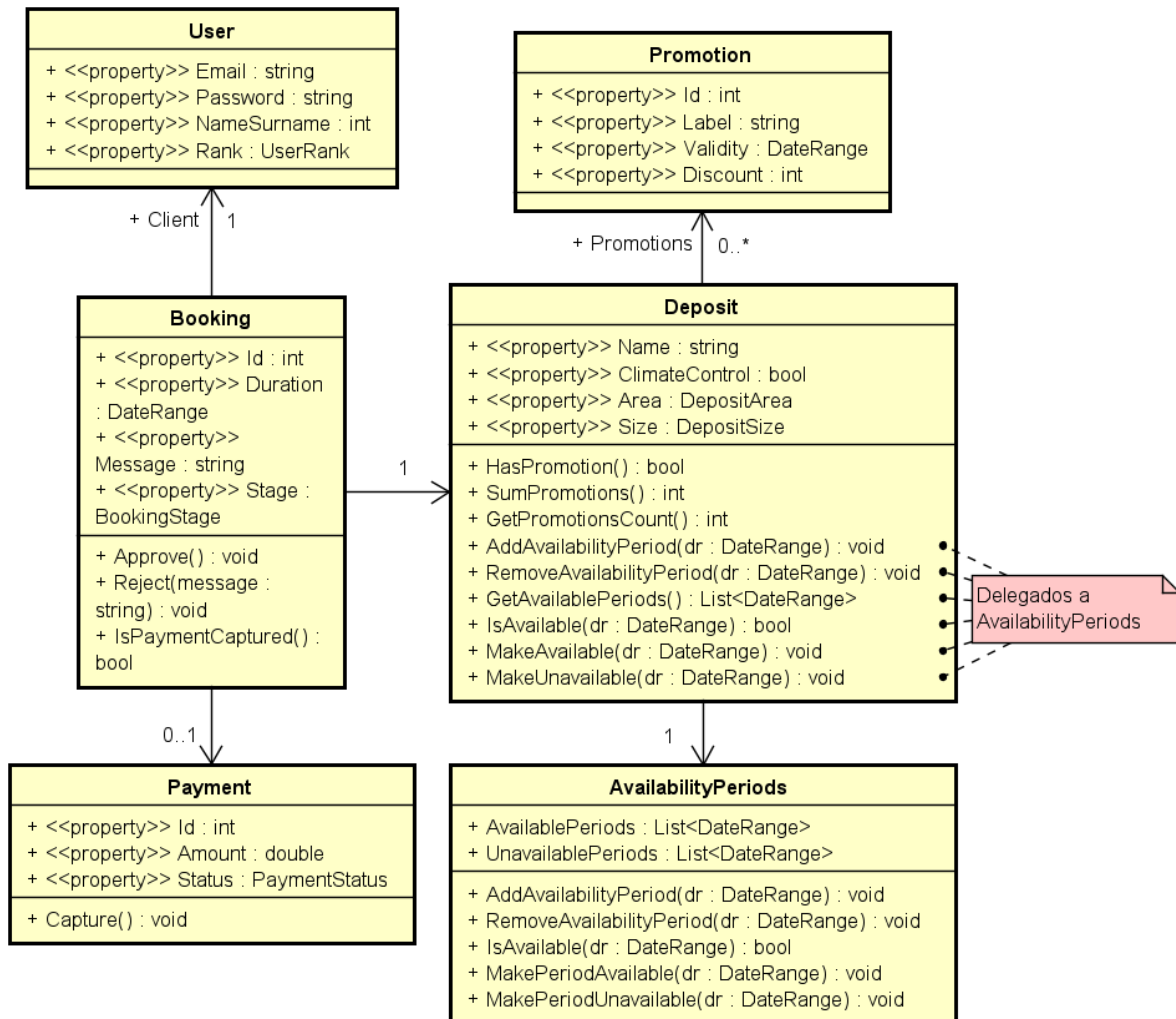 User
+ <<property>> Email : string
+ <<property>> Password : string
+ <<property>> NameSurname : int
+ <<property>> Rank : UserRank
Promotion
+ <<property>> Id : int
+ <<property>> Label : string
+ <<property>> Validity : DateRange
+ <<property>> Discount : int
+ Client
1
+ Promotions
0..*
Booking
+ <<property>> Id : int
+ <<property>> Duration
: DateRange
+ <<property>>
Message : string
+ <<property>> Stage :
BookingStage
+ Approve() : void
+ Reject(message :
string) : void
+ IsPaymentCaptured() :
bool
1
Deposit
+ <<property>> Name : string
+ <<property>> ClimateControl : bool
+ <<property>> Area : DepositArea
+ <<property>> Size : DepositSize
+ HasPromotion() : bool
+ SumPromotions() : int
+ GetPromotionsCount() : int
+ AddAvailabilityPeriod(dr : DateRange) : void
+ RemoveAvailabilityPeriod(dr : DateRange) : void
+ GetAvailablePeriods() : List<DateRange>
+ IsAvailable(dr : DateRange) : bool
+ MakeAvailable(dr : DateRange) : void
+ MakeUnavailable(dr : DateRange) : void
Delegados a
AvailabilityPeriods
0..1
1
Payment
+ <<property>> Id : int
+ <<property>> Amount : double
+ <<property>> Status : PaymentStatus
+ Capture() : void
AvailabilityPeriods
+ AvailablePeriods : List<DateRange>
+ UnavailablePeriods : List<DateRange>
+ AddAvailabilityPeriod(dr : DateRange) : void
+ RemoveAvailabilityPeriod(dr : DateRange) : void
+ IsAvailable(dr : DateRange) : bool
+ MakePeriodAvailable(dr : DateRange) : void
+ MakePeriodUnavailable(dr : DateRange) : void